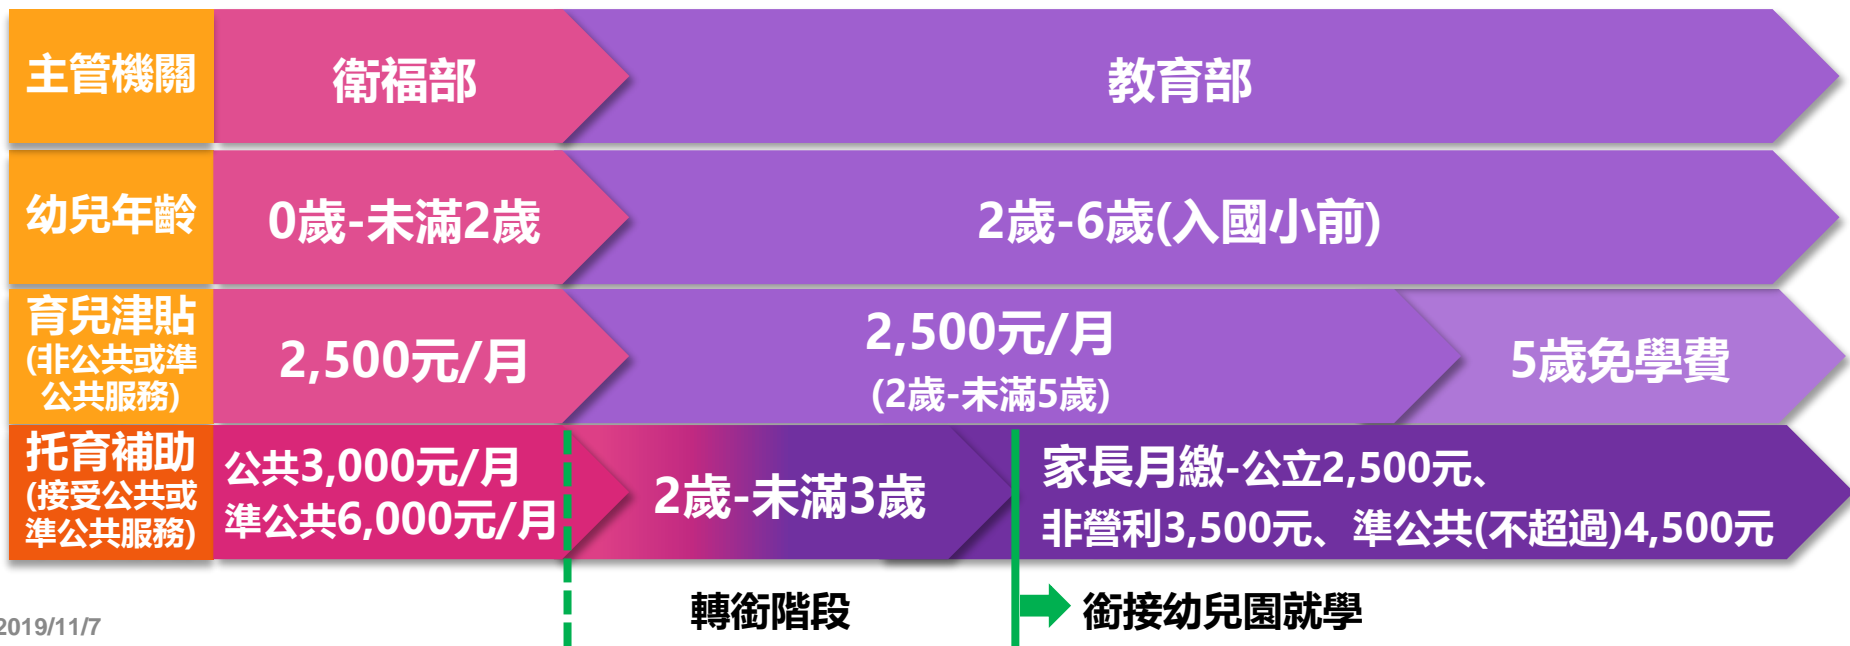 主管機關
衛福部
教育部
幼兒年齡
0歲-未滿2歲
2歲-6歲(入國小前)
育兒津貼
(非公共或準
公共服務)
2,500元/月
2,500元/月
(2歲-未滿5歲)
5歲免學費
托育補助
(接受公共或
準公共服務)
公共3,000元/月
準公共6,000元/月
2歲-未滿3歲
家長月繳-公立2,500元、
非營利3,500元、準公共(不超過)4,500元
轉銜階段
銜接幼兒園就學
2019/11/7